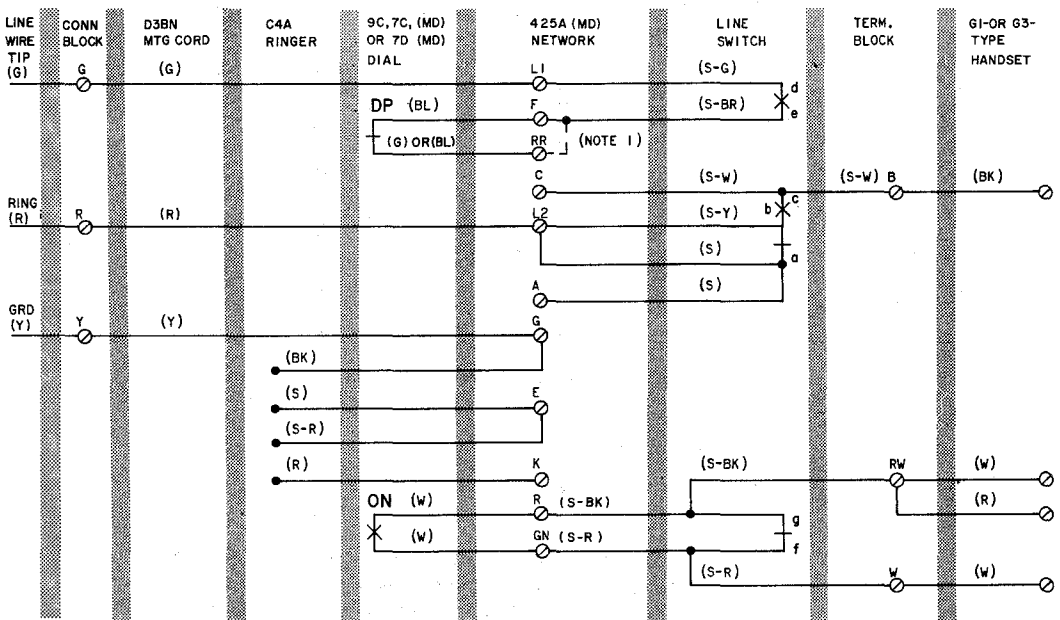 LINE WIRE TIP (G)
CONN BLOCK
D3BN MTG CORD
C4A RINGER
9C, 7C, (MD) OR 7D (MD) DIAL
425A (MD) NETWORK
LINE SWITCH
TERM. BLOCK
G1-OR G3-TYPE HANDSET
G
(G)
L1
(S-G)
d
DP (BL)
F
(S-BR)
e
(G) OR (BL)
RR
(NOTE 1)
C
(S-W)
(S-W) B
(BK)
c
RING (R)
R
(R)
L2
(S-Y)
b
(S)
a
A
(S)
GRD (Y)
Y
(Y)
G
(BK)
(S)
E
(S-R)
(R)
K
(S-BK)
RW
(W)
ON (W)
R (S-BK)
(R)
g
(W)
GN (S-R)
f
(S-R)
W
(W)